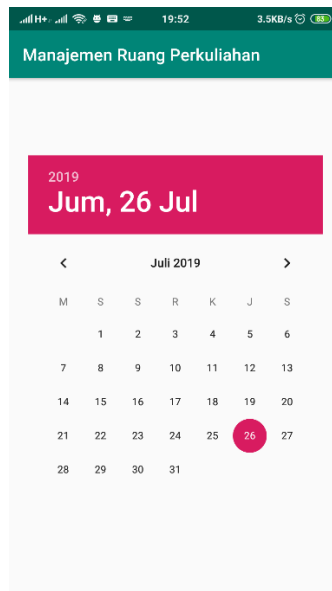 H+ 19:52 3.5KB/s 83
Manajemen Ruang Perkuliahan
2019
Jum, 26 Jul
Juli 2019
M S S R K J S
1 2 3 4 5 6
7 8 9 10 11 12 13
14 15 16 17 18 19 20
21 22 23 24 25 26 27
28 29 30 31